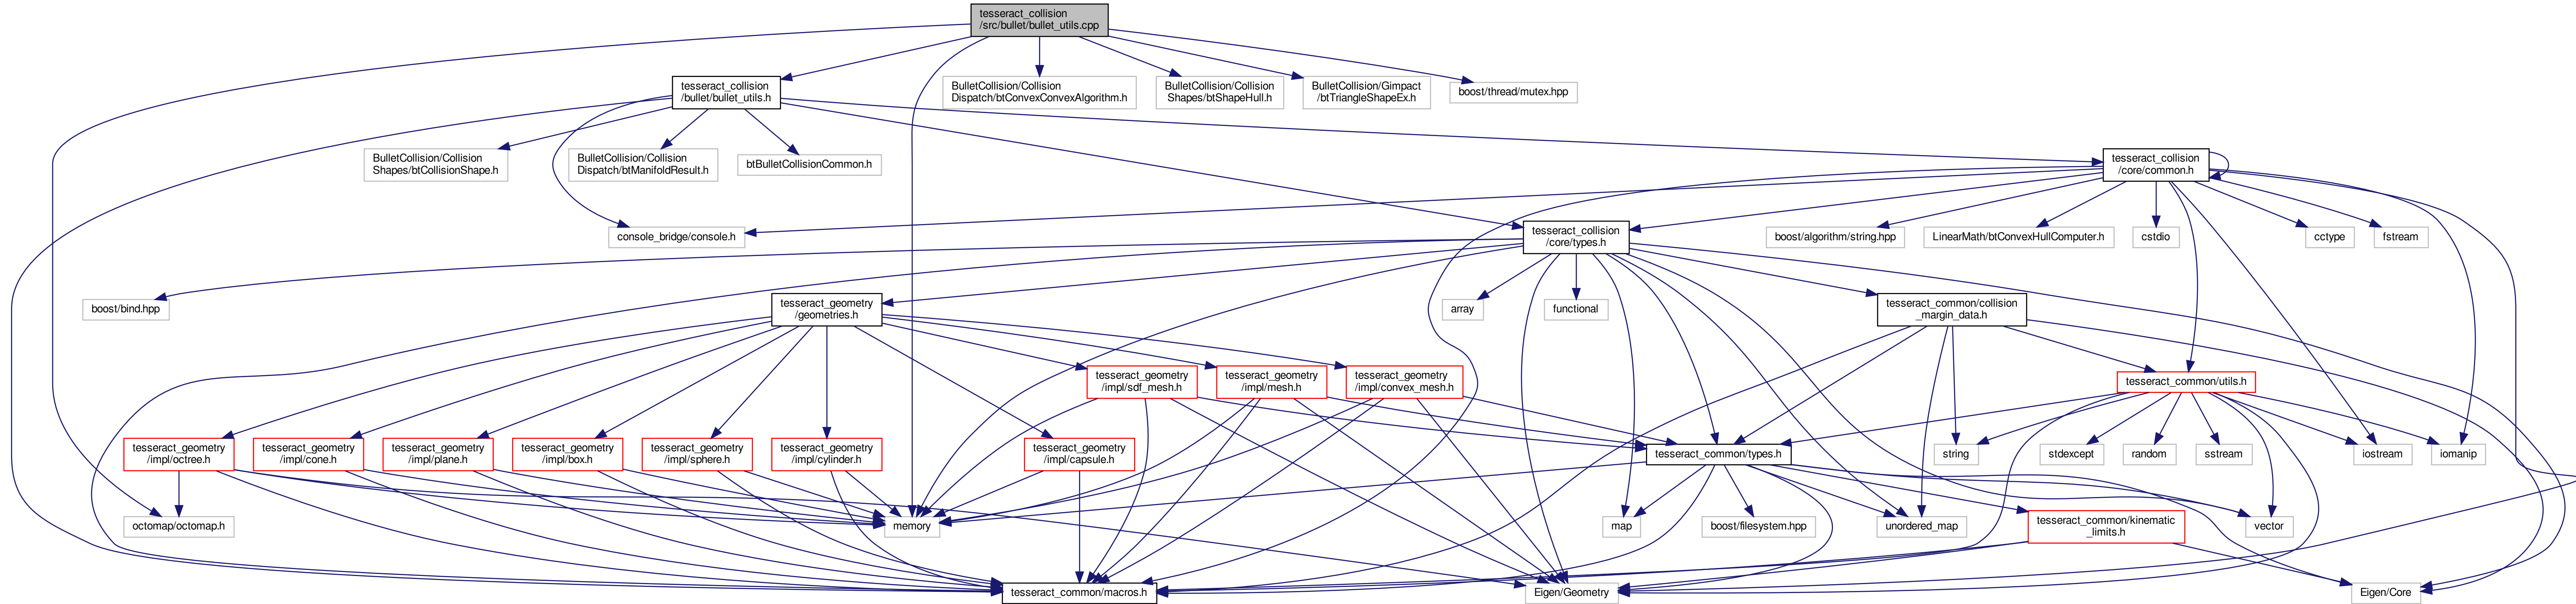 tesseract_collision
/src/bullet/bullet_utils.cpp
tesseract_collision
/bullet/bullet_utils.h
BulletCollision/Collision
Dispatch/btConvexConvexAlgorithm.h
BulletCollision/Collision
Shapes/btShapeHull.h
BulletCollision/Gimpact
/btTriangleShapeEx.h
boost/thread/mutex.hpp
BulletCollision/Collision
Shapes/btCollisionShape.h
BulletCollision/Collision
Dispatch/btManifoldResult.h
btBulletCollisionCommon.h
tesseract_collision
/core/common.h
console_bridge/console.h
tesseract_collision
/core/types.h
boost/algorithm/string.hpp
LinearMath/btConvexHullComputer.h
cstdio
cctype
fstream
boost/bind.hpp
tesseract_geometry
/geometries.h
array
functional
tesseract_common/collision
_margin_data.h
tesseract_geometry
/impl/sdf_mesh.h
tesseract_geometry
/impl/mesh.h
tesseract_geometry
/impl/convex_mesh.h
tesseract_common/utils.h
tesseract_geometry
/impl/octree.h
tesseract_geometry
/impl/cone.h
tesseract_geometry
/impl/plane.h
tesseract_geometry
/impl/box.h
tesseract_geometry
/impl/sphere.h
tesseract_geometry
/impl/cylinder.h
tesseract_geometry
/impl/capsule.h
tesseract_common/types.h
string
stdexcept
random
sstream
iostream
iomanip
octomap/octomap.h
memory
map
boost/filesystem.hpp
unordered_map
tesseract_common/kinematic
_limits.h
vector
tesseract_common/macros.h
Eigen/Geometry
Eigen/Core